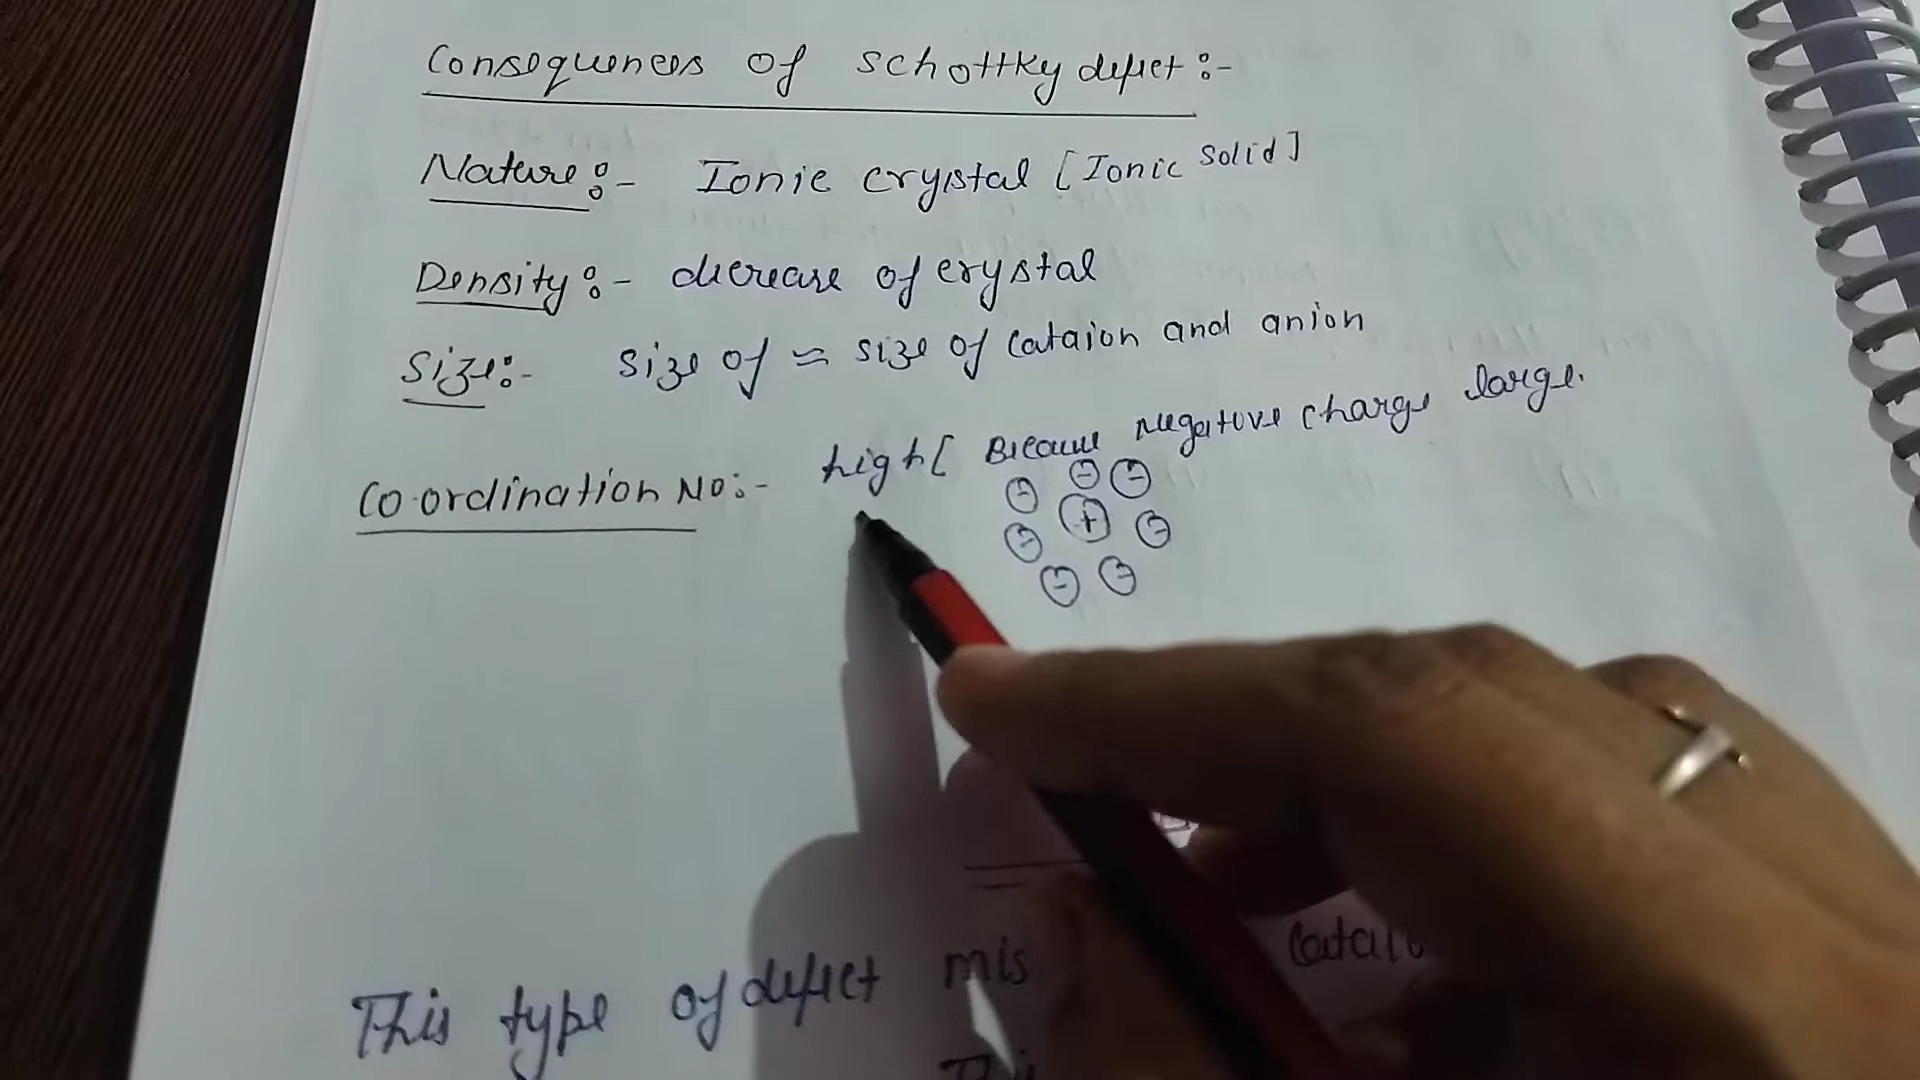 Consequences of schottky defect :-
Nature :- Ionic crystal [Ionic solid]
Density :- decrease of crystal
Size :- size of ≈ size of Cataion and anion
Co-ordination No :- high [ Because negative charge large.
- - -
- + -
- -
This type of defect mis